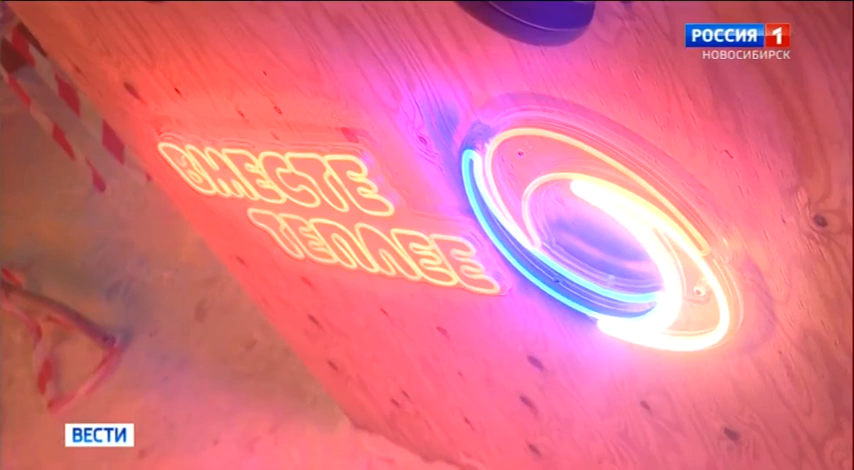 РОССИЯ 1
НОВОСИБИРСК
ВМЕСТЕ
ТЕПЛЕЕ
ВЕСТИ